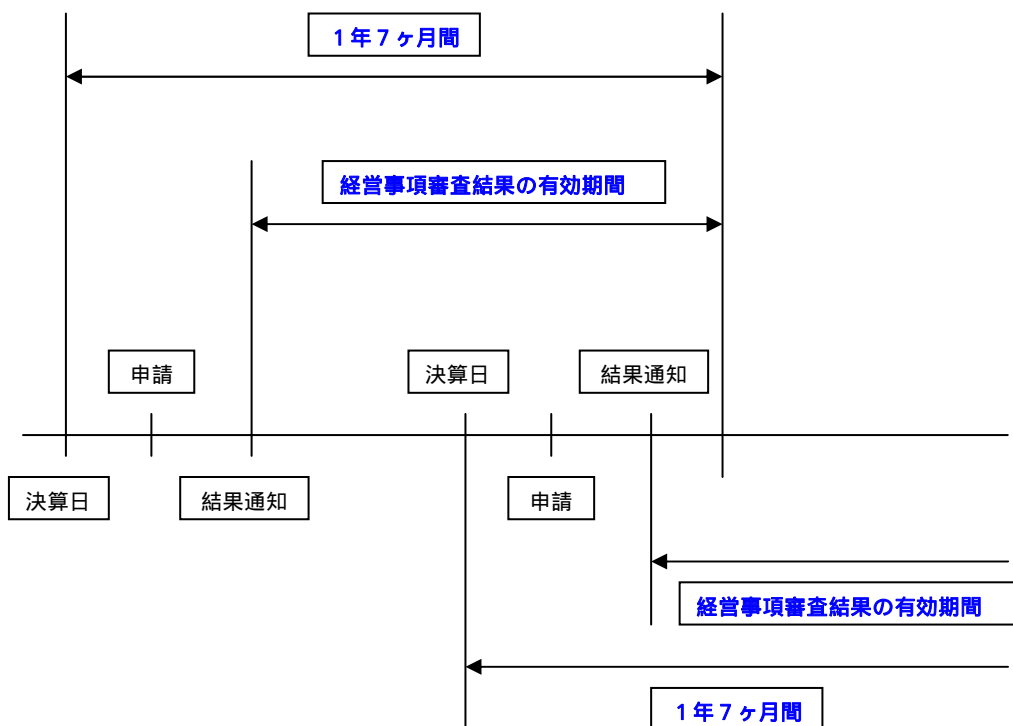 １年７ヶ月間
経営事項審査結果の有効期間
申請
決算日
結果通知
決算日
結果通知
申請
経営事項審査結果の有効期間
１年７ヶ月間